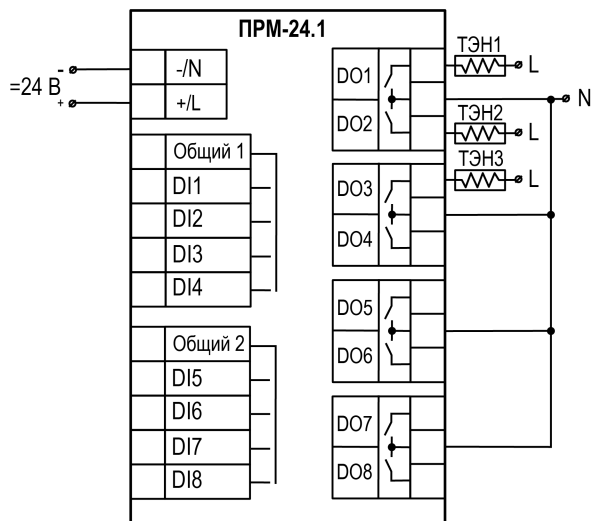 ПРМ-24.1
=24 В
-
+
-/N
+/L
Общий 1
DI1
DI2
DI3
DI4
Общий 2
DI5
DI6
DI7
DI8
DO1
DO2
DO3
DO4
DO5
DO6
DO7
DO8
ТЭН1
L
N
ТЭН2
L
ТЭН3
L